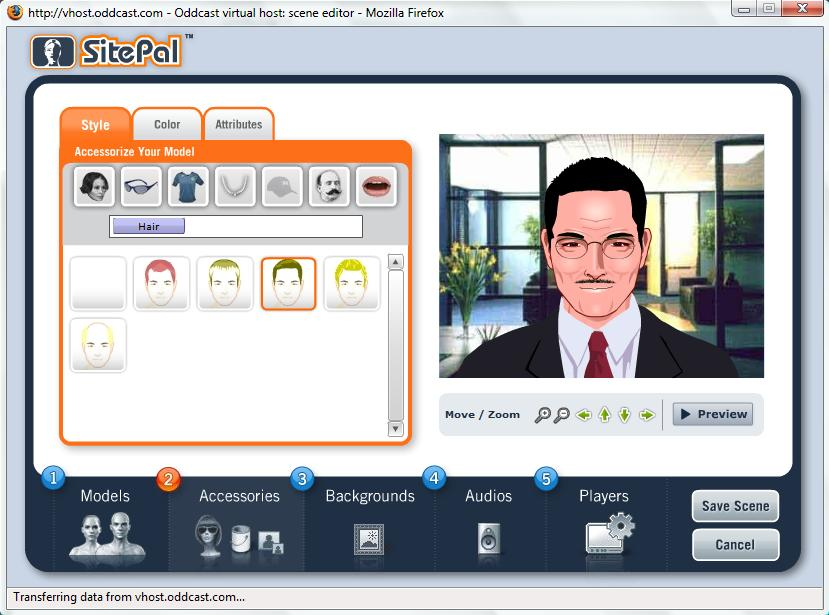 http://vhost.oddcast.com - Oddcast virtual host: scene editor - Mozilla Firefox
SitePal™
Style
Color
Attributes
Accessorize Your Model
Hair
Move / Zoom
Preview
1
2
3
4
5
Models
Accessories
Backgrounds
Audios
Players
Save Scene
Cancel
Transferring data from vhost.oddcast.com...